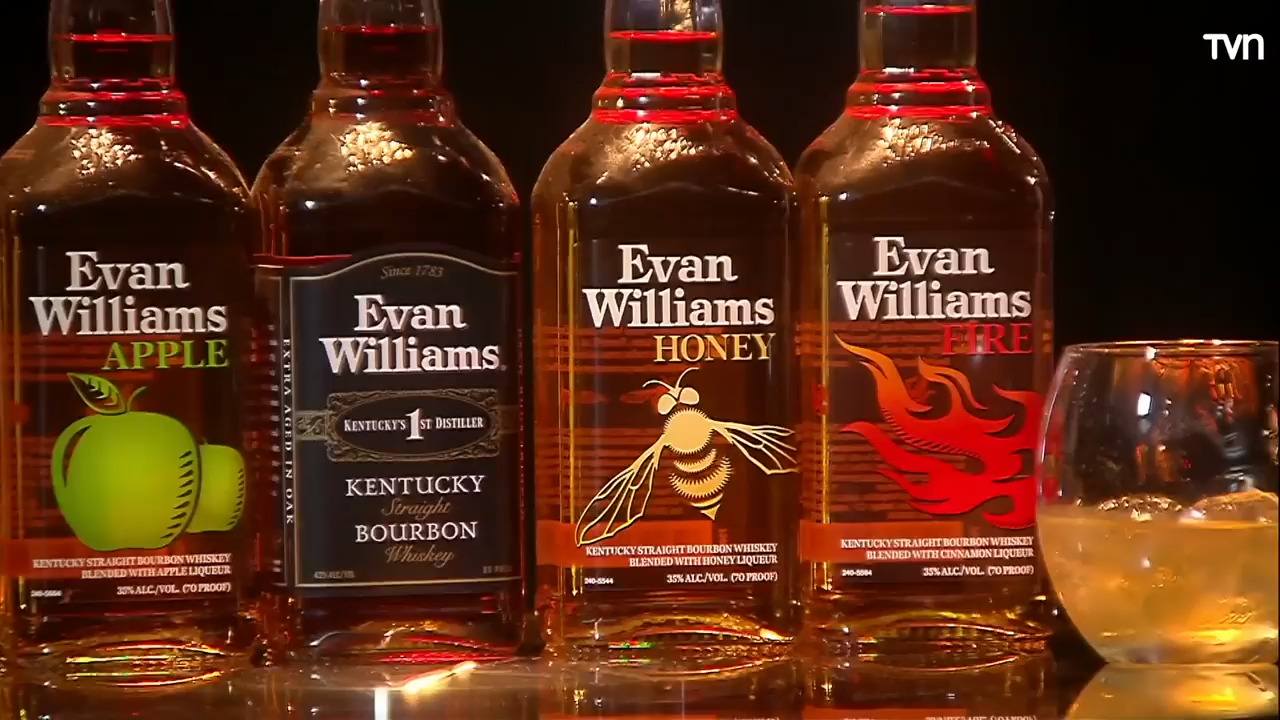 TVN
Evan
Williams
APPLE
KENTUCKY STRAIGHT BOURBON WHISKEY
BLENDED WITH APPLE LIQUEUR
35% ALC./VOL. (70 PROOF)
Since 1783
Evan
Williams
KENTUCKY'S 1ST DISTILLER
KENTUCKY
Straight
BOURBON
Whiskey
EXTRA AGED IN OAK
Evan
Williams
HONEY
KENTUCKY STRAIGHT BOURBON WHISKEY
BLENDED WITH HONEY LIQUEUR
240-5544 35% ALC./VOL. (70 PROOF)
Evan
Williams
FIRE
KENTUCKY STRAIGHT BOURBON WHISKEY
BLENDED WITH CINNAMON LIQUEUR
35% ALC./VOL. (70 PROOF)